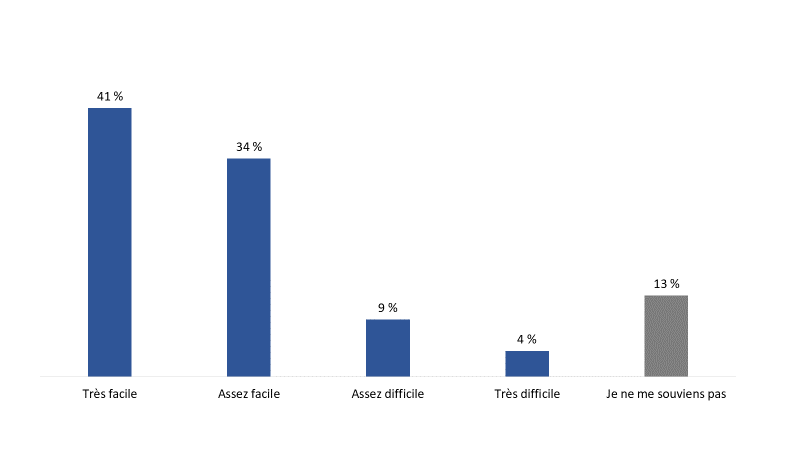 41 %
34 %
9 %
4 %
13 %
Très facile
Assez facile
Assez difficile
Très difficile
Je ne me souviens pas